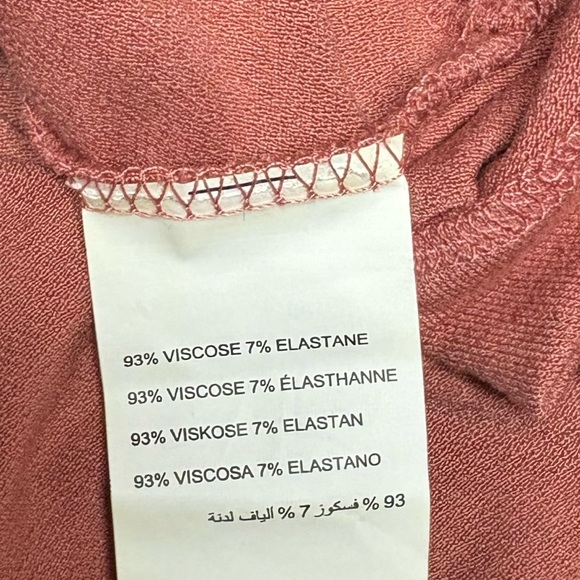 93% VISCOSE 7% ELASTANE
93% VISCOSE 7% ÉLASTHANNE
93% VISKOSE 7% ELASTAN
93% VISCOSA 7% ELASTANO
93 % فسكوز 7 % الياف لدنة